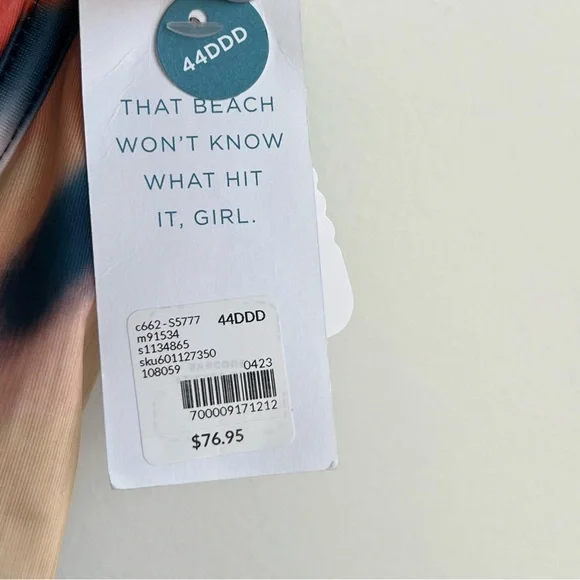 44DDD
THAT BEACH
WON'T KNOW
WHAT HIT
IT, GIRL.
c662-S5777 44DDD
m91534
s1134865
sku601127350
108059 0423
700009171212
$76.95